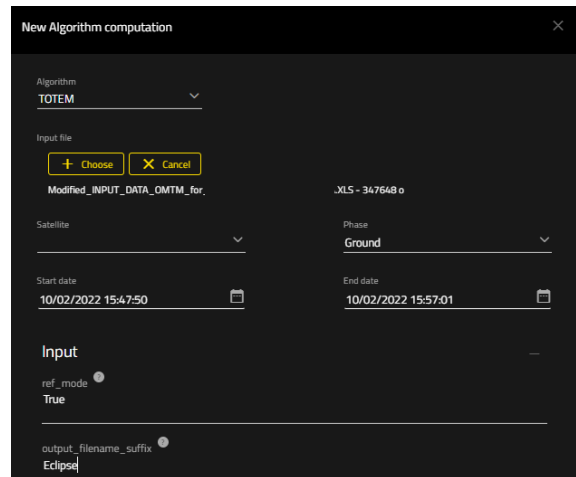 New Algorithm computation
Algorithm
TOTEM
Input file
+ Choose X Cancel
Modified_INPUT_DATA_OMTM_for_ .XLS - 347648 o
Satellite Phase
Ground
Start date End date
10/02/2022 15:47:50 10/02/2022 15:57:01
Input
ref_mode
True
output_filename_suffix
Eclipse